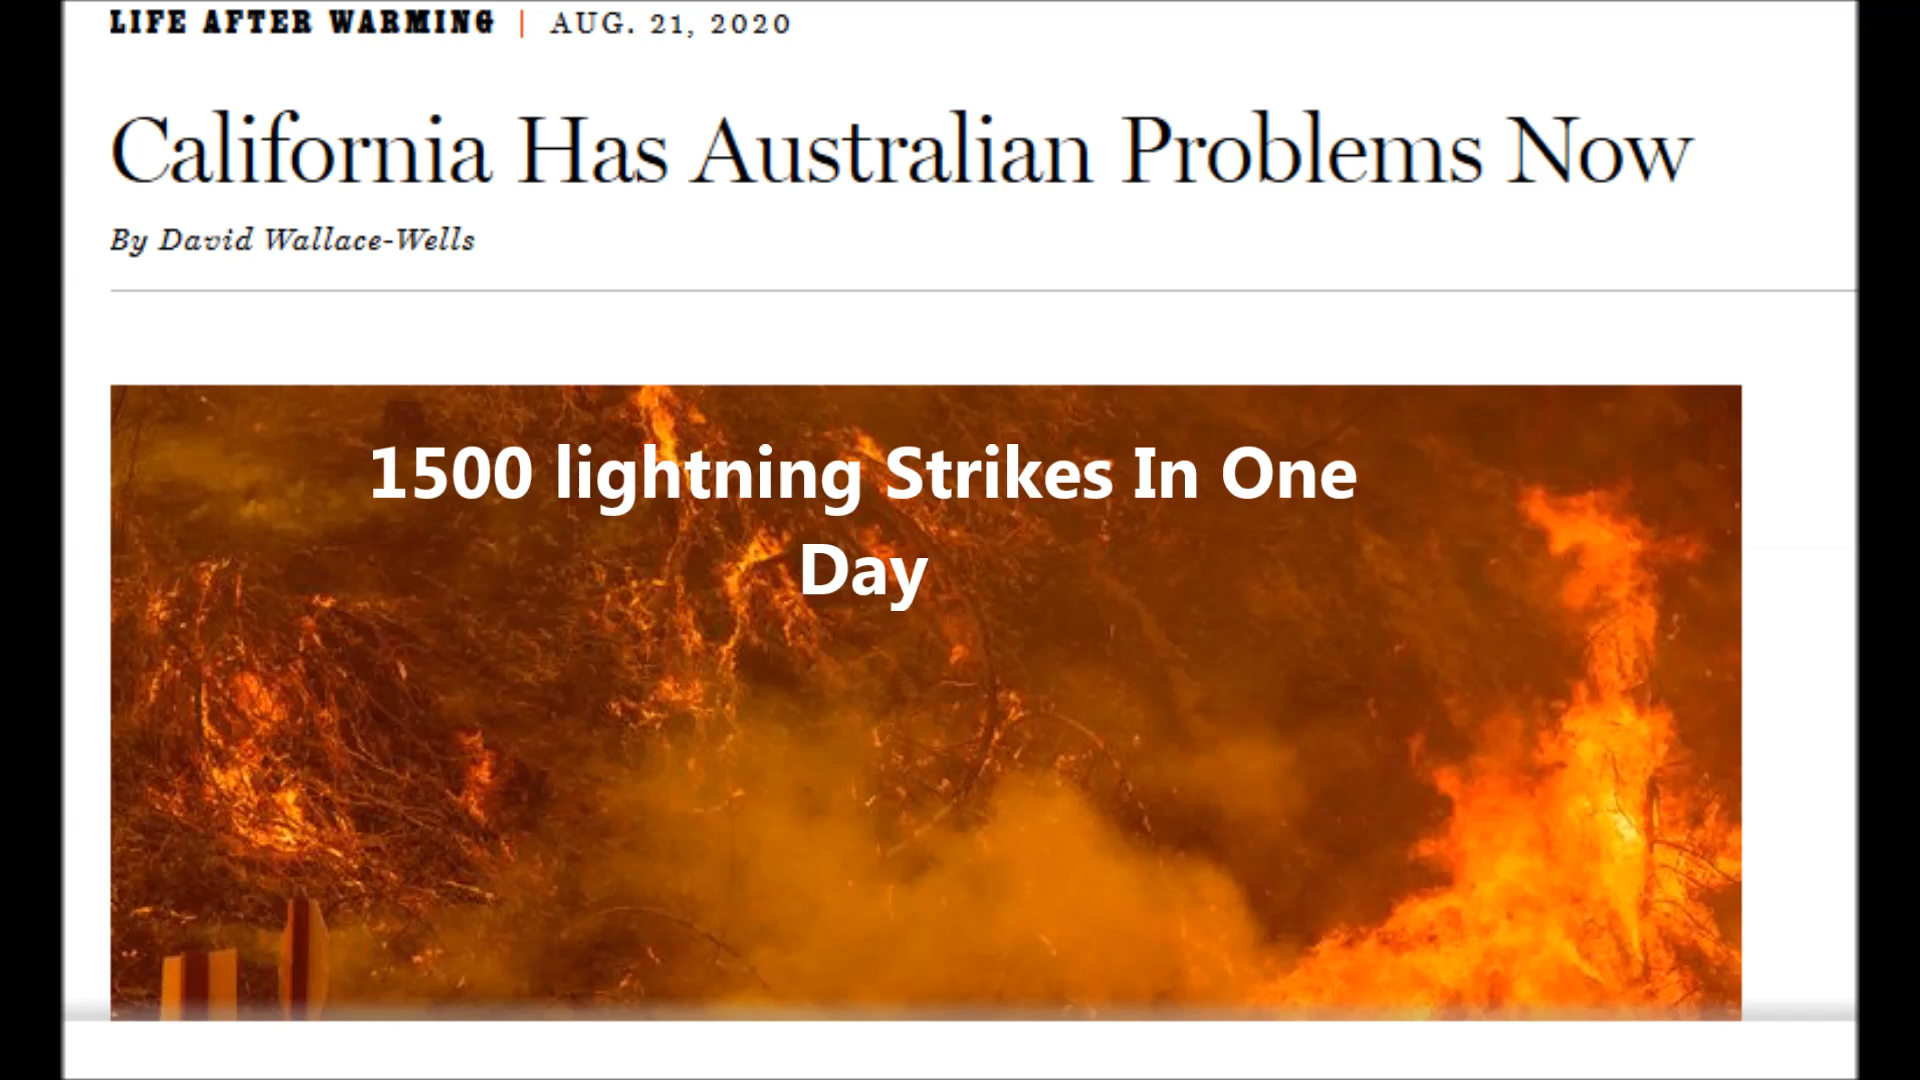 LIFE AFTER WARMING | AUG. 21, 2020
California Has Australian Problems Now
By David Wallace-Wells
1500 lightning Strikes In One
Day